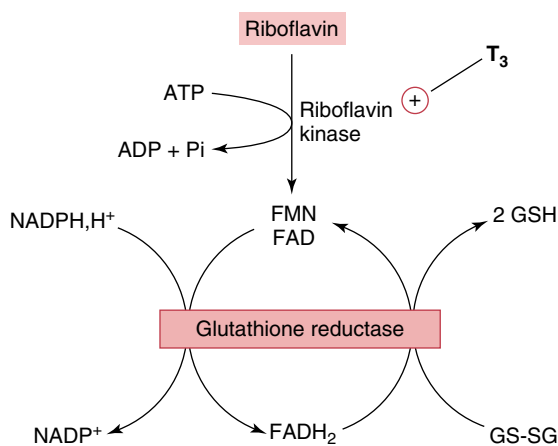 Riboflavin
T₃
+
ATP
Riboflavin
kinase
ADP + Pi
NADPH,H⁺
FMN
FAD
2 GSH
Glutathione reductase
NADP⁺
FADH₂
GS-SG